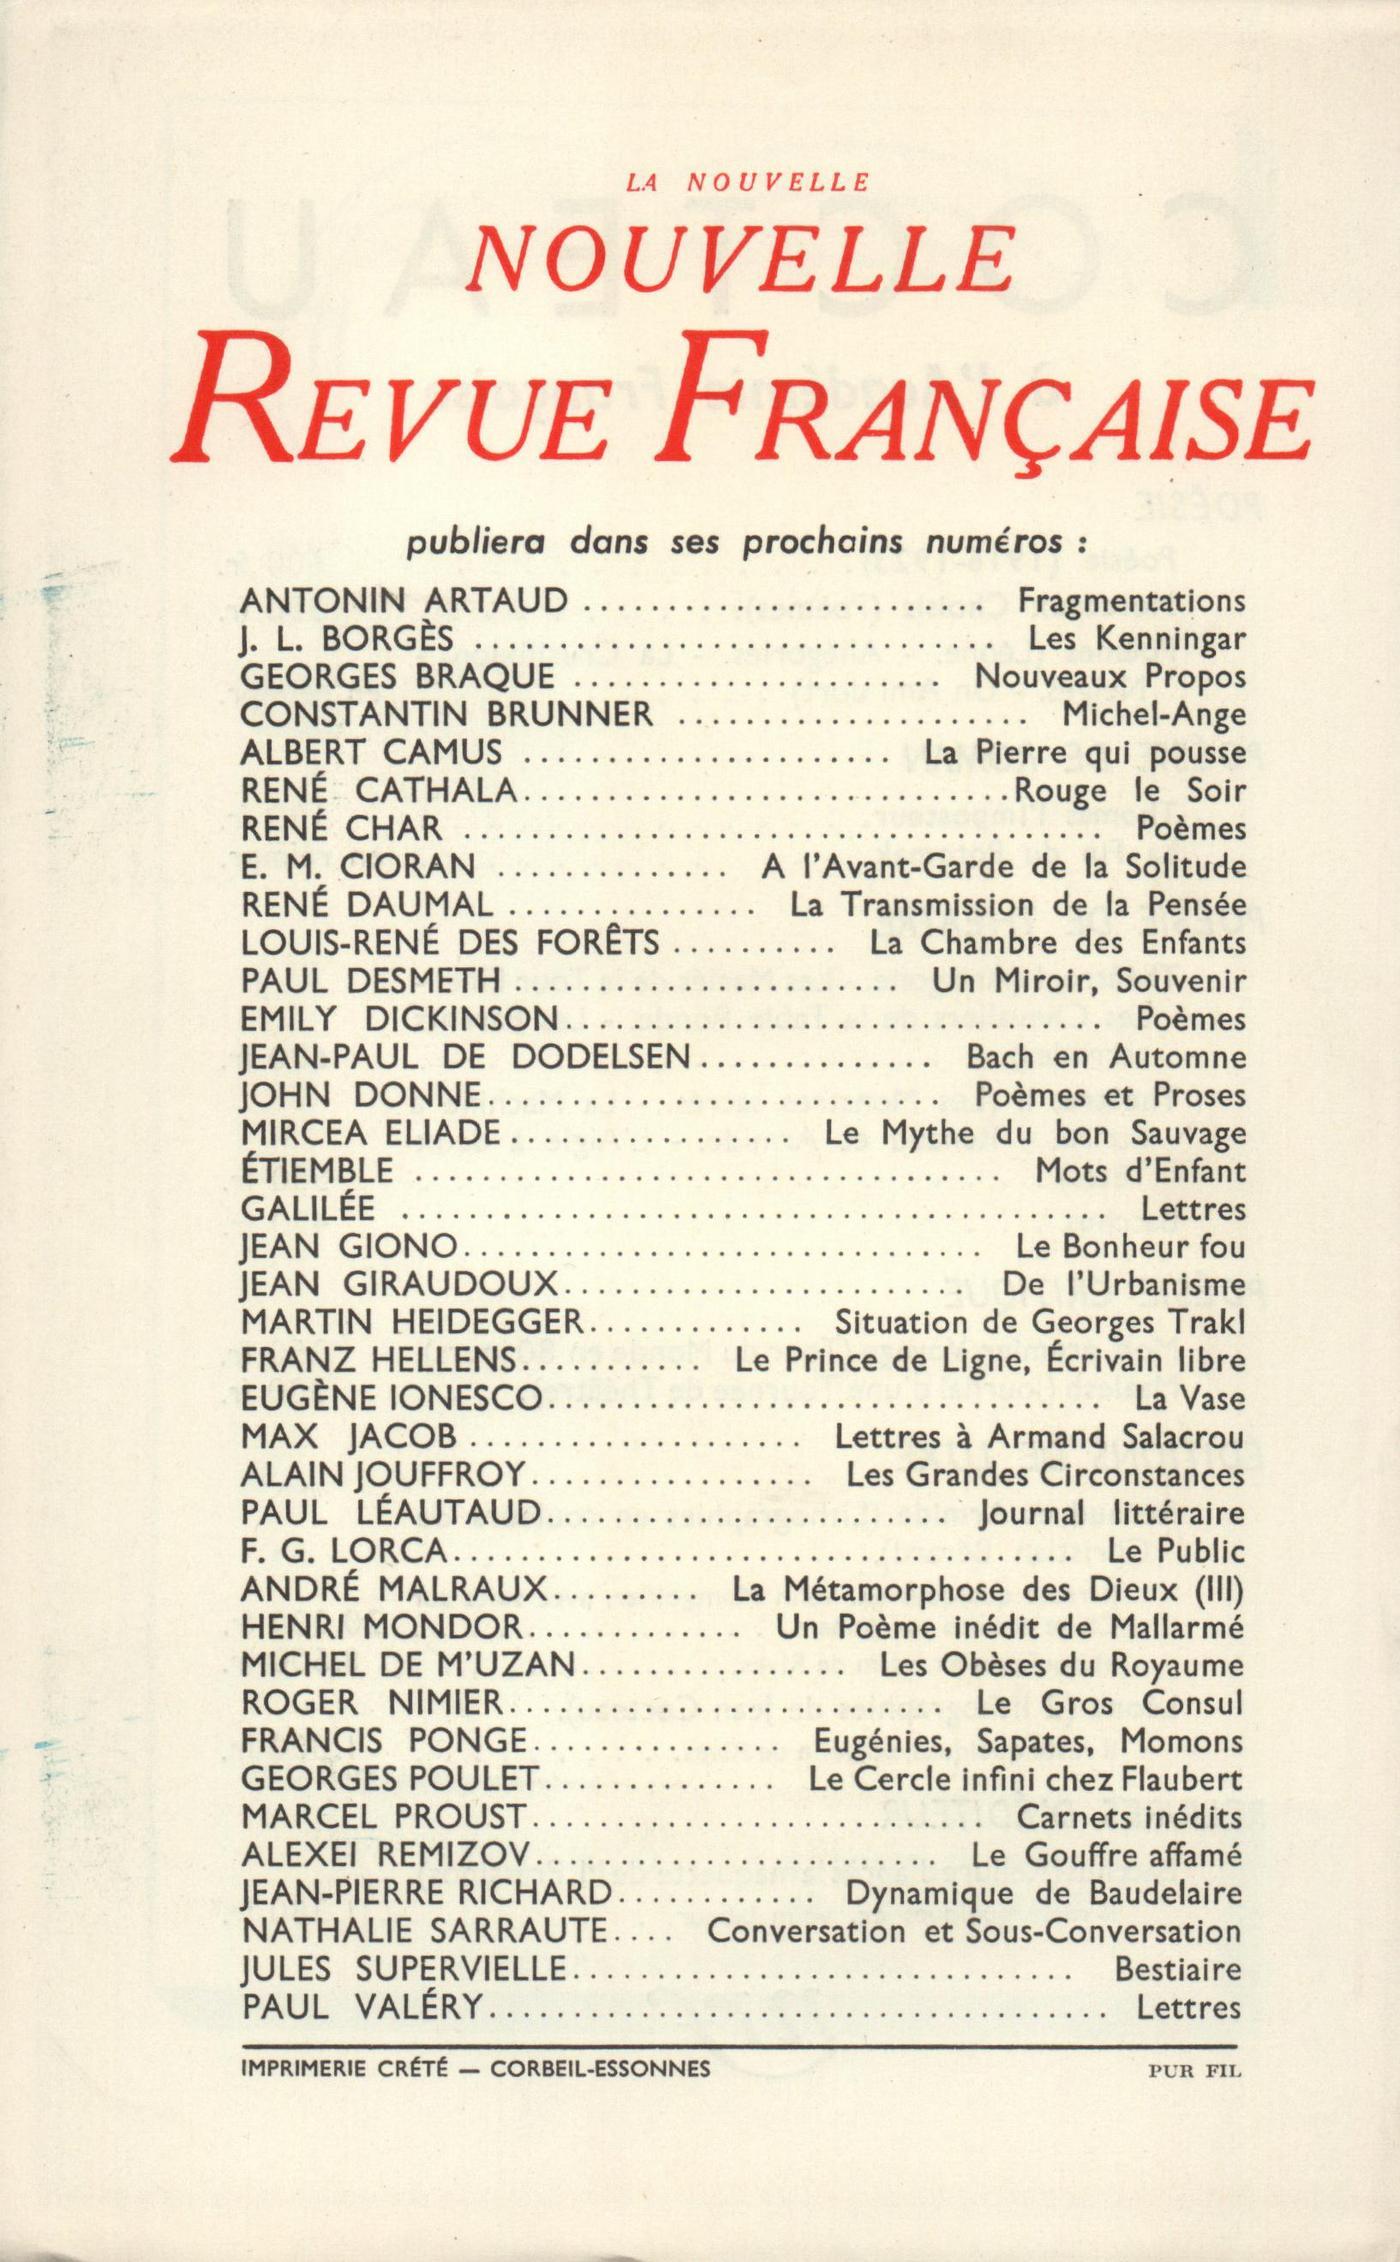 LA NOUVELLE
NOUVELLE
REVUE FRANÇAISE
publiera dans ses prochains numéros :
ANTONIN ARTAUD ........................ Fragmentations
J. L. BORGÈS ............................... Les Kenningar
GEORGES BRAQUE ...................... Nouveaux Propos
CONSTANTIN BRUNNER ..................... Michel-Ange
ALBERT CAMUS ...................... La Pierre qui pousse
RENÉ CATHALA............................. Rouge le Soir
RENÉ CHAR ...................................... Poèmes
E. M. CIORAN .............. A l'Avant-Garde de la Solitude
RENÉ DAUMAL ............... La Transmission de la Pensée
LOUIS-RENÉ DES FORÊTS .......... La Chambre des Enfants
PAUL DESMETH ....................... Un Miroir, Souvenir
EMILY DICKINSON................................ Poèmes
JEAN-PAUL DE DODELSEN.............. Bach en Automne
JOHN DONNE........................... Poèmes et Proses
MIRCEA ELIADE................. Le Mythe du bon Sauvage
ÉTIEMBLE ................................... Mots d'Enfant
GALILÉE .......................................... Lettres
JEAN GIONO............................... Le Bonheur fou
JEAN GIRAUDOUX........................ De l'Urbanisme
MARTIN HEIDEGGER............. Situation de Georges Trakl
FRANZ HELLENS........... Le Prince de Ligne, Écrivain libre
EUGÈNE IONESCO................................. La Vase
MAX JACOB .................... Lettres à Armand Salacrou
ALAIN JOUFFROY................. Les Grandes Circonstances
PAUL LÉAUTAUD........................ Journal littéraire
F. G. LORCA..................................... Le Public
ANDRÉ MALRAUX......... La Métamorphose des Dieux (III)
HENRI MONDOR............. Un Poème inédit de Mallarmé
MICHEL DE M'UZAN................ Les Obèses du Royaume
ROGER NIMIER.......................... Le Gros Consul
FRANCIS PONGE............... Eugénies, Sapates, Momons
GEORGES POULET.............. Le Cercle infini chez Flaubert
MARCEL PROUST........................... Carnets inédits
ALEXEI REMIZOV........................ Le Gouffre affamé
JEAN-PIERRE RICHARD............ Dynamique de Baudelaire
NATHALIE SARRAUTE.... Conversation et Sous-Conversation
JULES SUPERVIELLE.............................. Bestiaire
PAUL VALÉRY..................................... Lettres
IMPRIMERIE CRÉTÉ — CORBEIL-ESSONNES PUR FIL